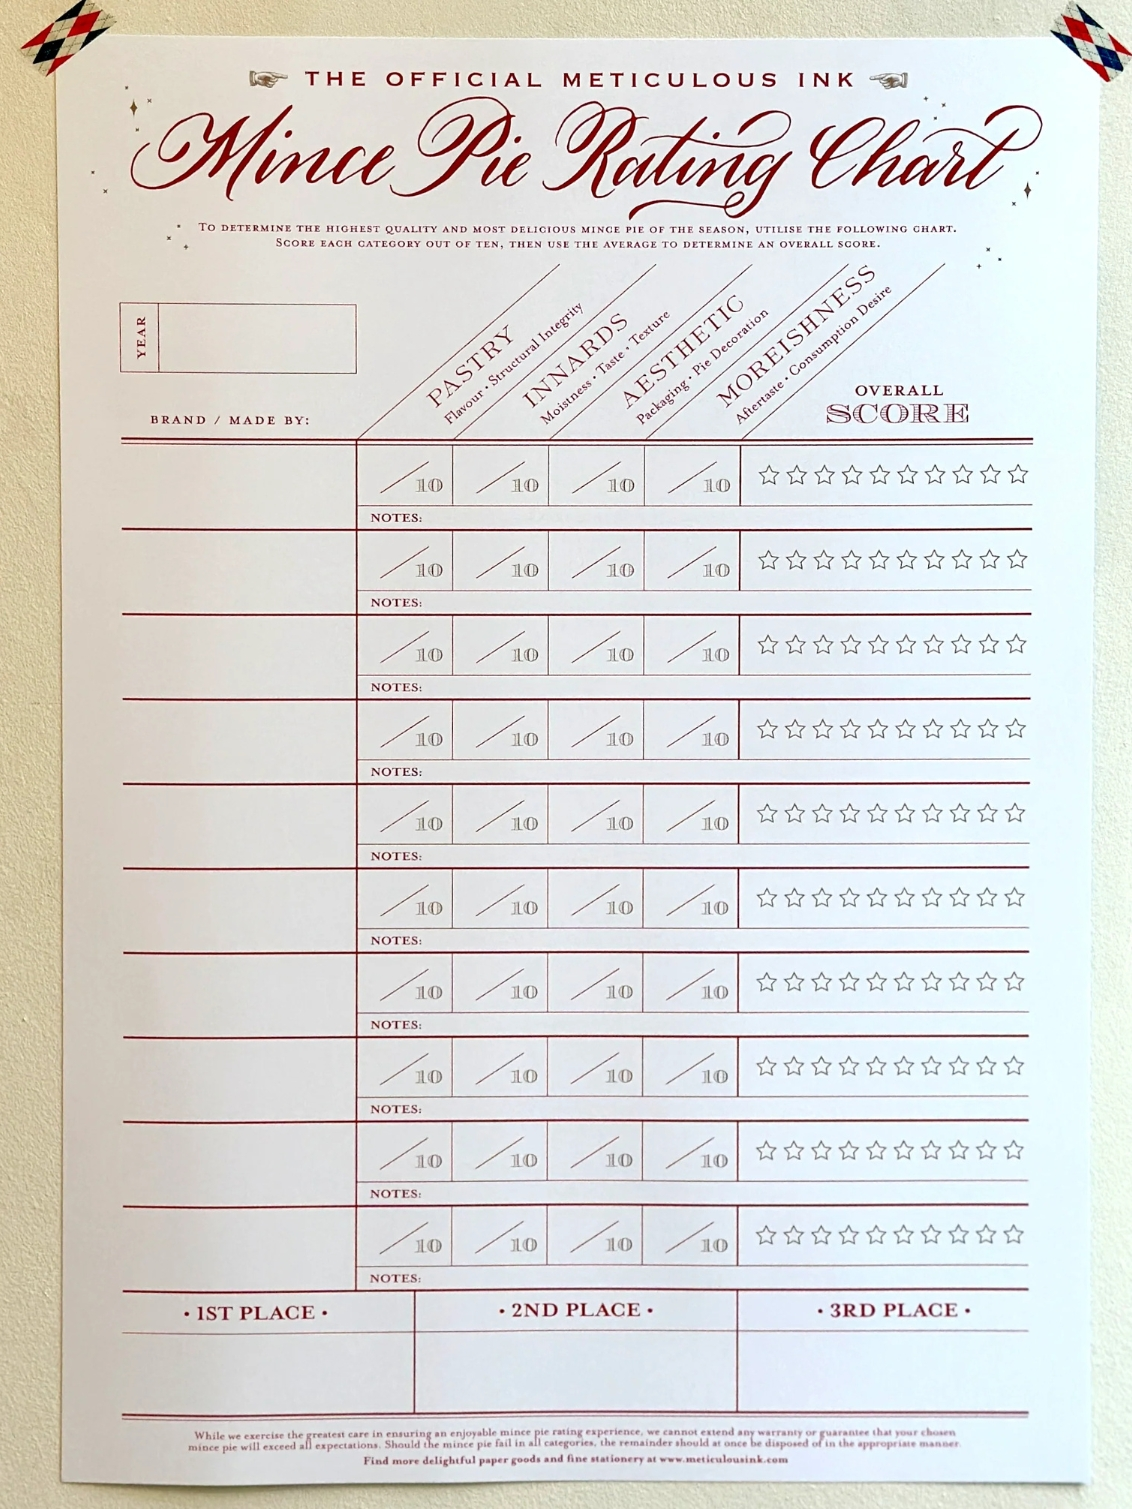 THE OFFICIAL METICULOUS INK
Mince Pie Rating Chart
TO DETERMINE THE HIGHEST QUALITY AND MOST DELICIOUS MINCE PIE OF THE SEASON, UTILISE THE FOLLOWING CHART.
SCORE EACH CATEGORY OUT OF TEN, THEN USE THE AVERAGE TO DETERMINE AN OVERALL SCORE.
YEAR
BRAND / MADE BY:
PASTRY
Flavour • Structural Integrity
INNARDS
Moistness • Taste • Texture
AESTHETIC
Packaging • Pie Decoration
MOREISHNESS
Aftertaste • Consumption Desire
OVERALL
SCORE
/10 /10 /10 /10
NOTES:
/10 /10 /10 /10
NOTES:
/10 /10 /10 /10
NOTES:
/10 /10 /10 /10
NOTES:
/10 /10 /10 /10
NOTES:
/10 /10 /10 /10
NOTES:
/10 /10 /10 /10
NOTES:
/10 /10 /10 /10
NOTES:
/10 /10 /10 /10
NOTES:
/10 /10 /10 /10
NOTES:
• 1ST PLACE • • 2ND PLACE • • 3RD PLACE •
While we exercise the greatest care in ensuring an enjoyable mince pie rating experience, we cannot extend any warranty or guarantee that your chosen
mince pie will exceed all expectations. Should the mince pie fail in all categories, the remainder should at once be disposed of in the appropriate manner.
Find more delightful paper goods and fine stationery at www.meticulousink.com